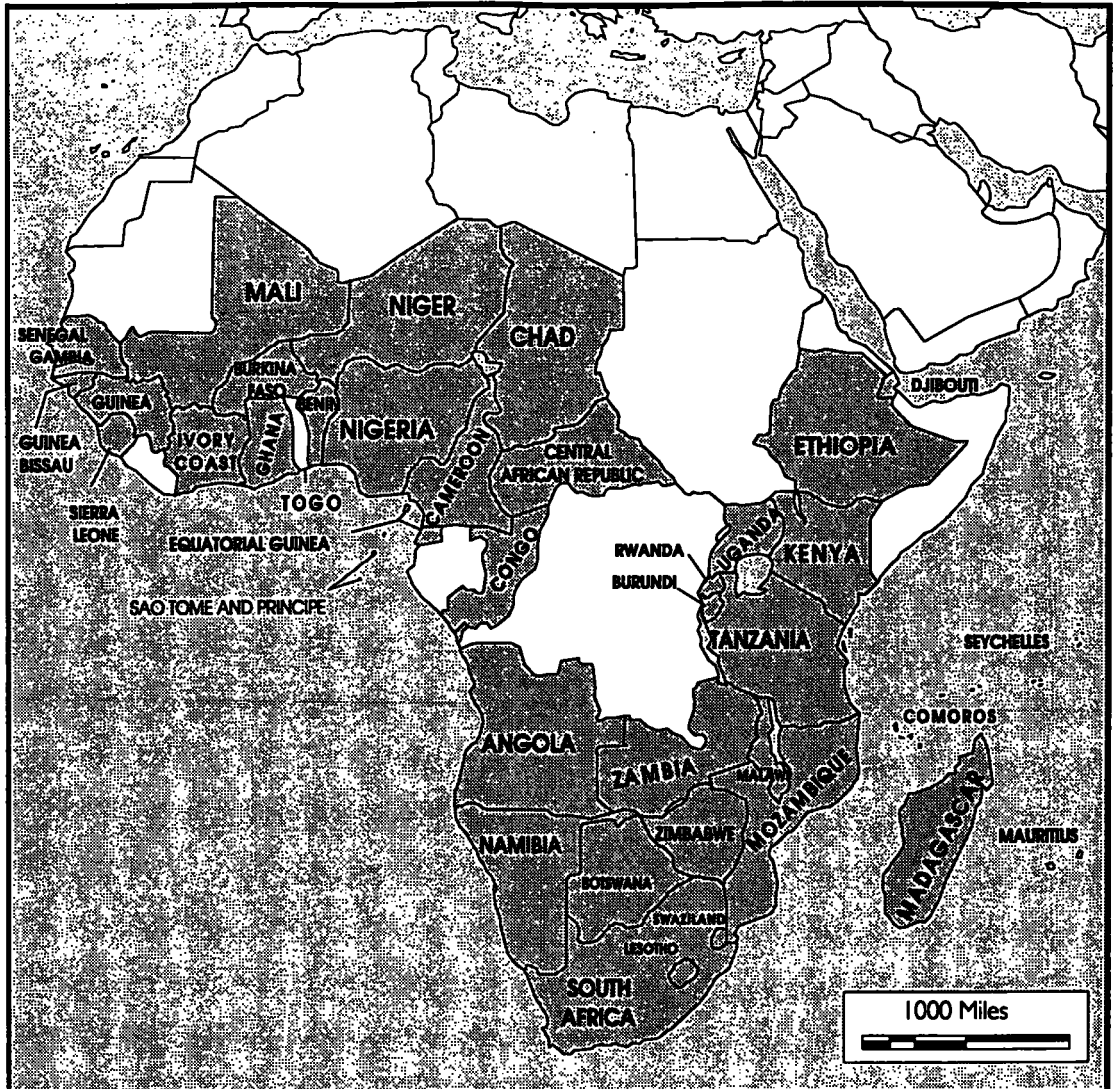 MALI
NIGER
CHAD
SENEGAL
GAMBIA
BURKINA
FASO
BENIN
DJIBOUTI
GUINEA
NIGERIA
IVORY
COAST
GHANA
ETHIOPIA
GUINEA
BISSAU
CENTRAL
AFRICAN REPUBLIC
CAMEROON
TOGO
SIERRA
LEONE
EQUATORIAL GUINEA
CONGO
RWANDA
UGANDA
KENYA
BURUNDI
SAO TOME AND PRINCIPE
TANZANIA
SEYCHELLES
COMOROS
ANGOLA
ZAMBIA
MALAWI
MOZAMBIQUE
MADAGASCAR
NAMIBIA
ZIMBABWE
MAURITIUS
BOTSWANA
SWAZILAND
LESOTHO
SOUTH
AFRICA
1000 Miles